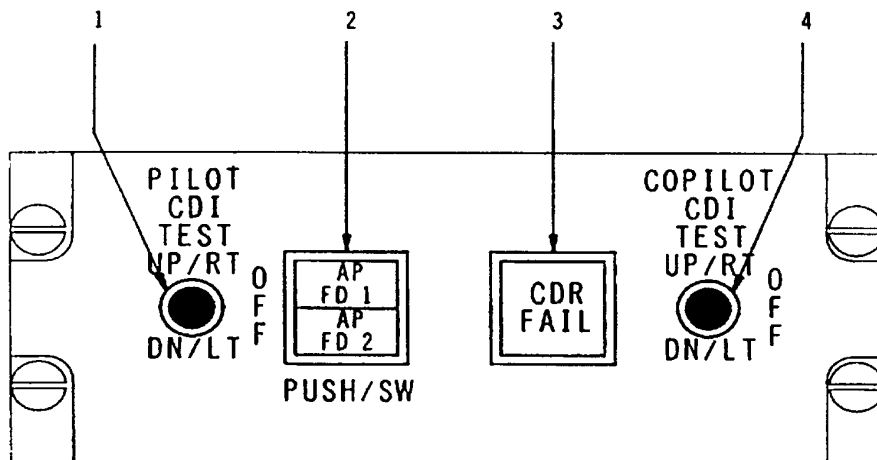 1 2 3 4
PILOT
CDI
TEST
UP/RT
OFF
DN/LT
AP
FD 1
AP
FD 2
PUSH/SW
CDR
FAIL
COPILOT
CDI
TEST
UP/RT
OFF
DN/LT